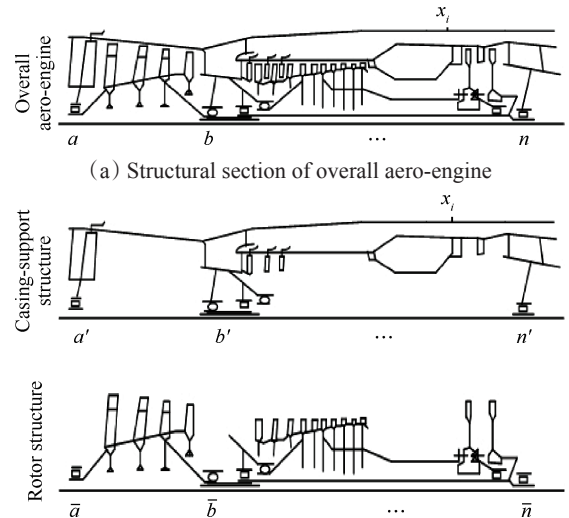 x_i
Overall
aero-engine
a b ... n
(a) Structural section of overall aero-engine
x_i
Casing-support
structure
a' b' ... n'
Rotor structure
a̅ b̅ ... n̅